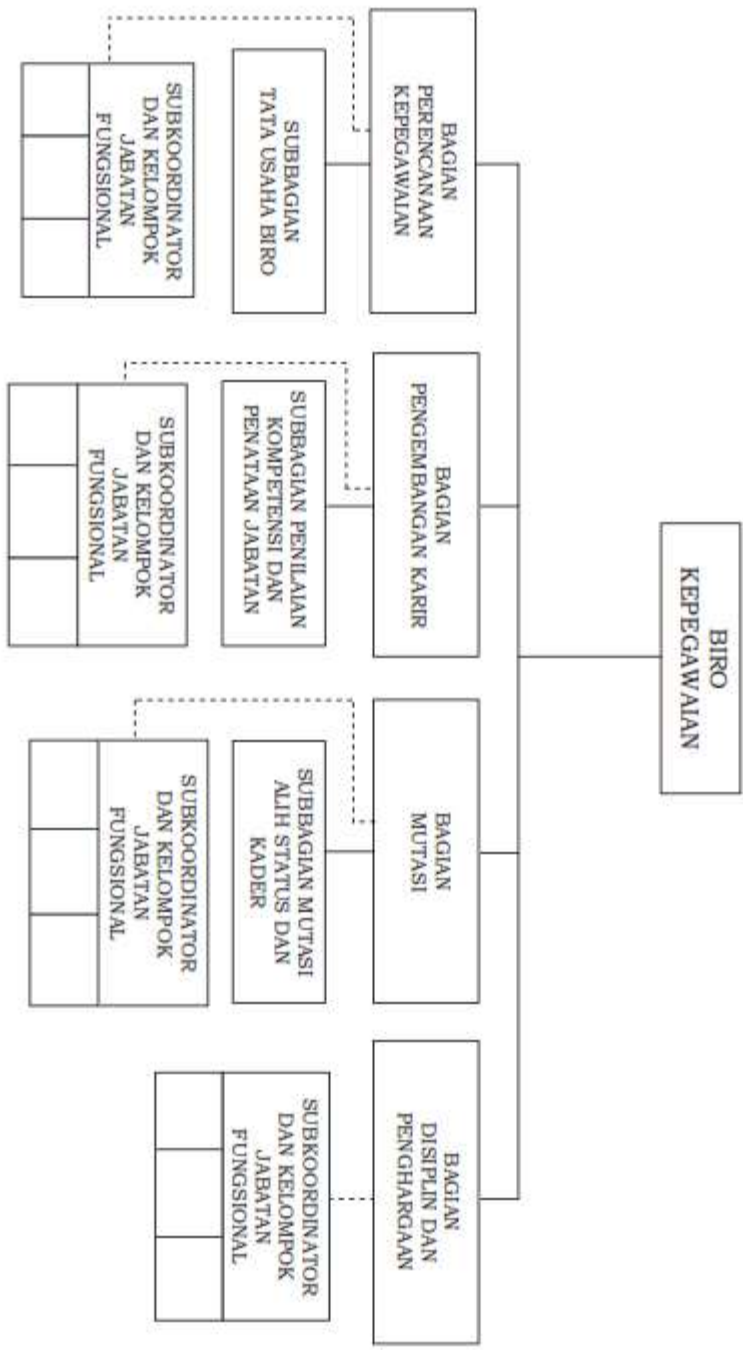 BIRO
KEPEGAWAIAN
BAGIAN
PERENCANAAN
KEPEGAWAIAN
BAGIAN
PENGEMBANGAN KARIR
BAGIAN
MUTASI
BAGIAN
DISIPLIN DAN
PENGHARGAAN
SUBBAGIAN
TATA USAHA BIRO
SUBBAGIAN PENILAIAN
KOMPETENSI DAN
PENATAAN JABATAN
SUBBAGIAN MUTASI
ALIH STATUS DAN
KADER
SUBKOORDINATOR
DAN KELOMPOK
JABATAN
FUNGSIONAL
SUBKOORDINATOR
DAN KELOMPOK
JABATAN
FUNGSIONAL
SUBKOORDINATOR
DAN KELOMPOK
JABATAN
FUNGSIONAL
SUBKOORDINATOR
DAN KELOMPOK
JABATAN
FUNGSIONAL